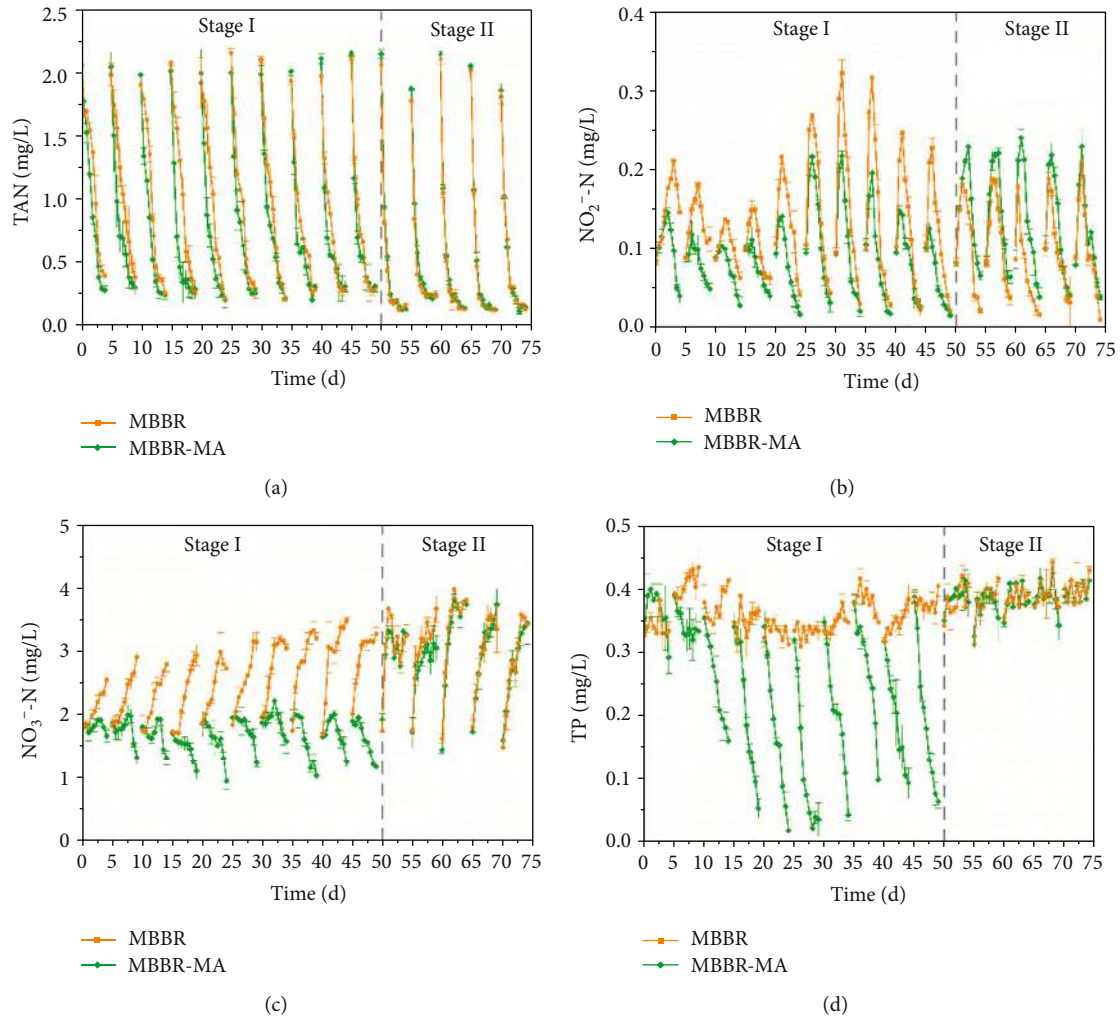 Stage I
Stage II
TAN (mg/L)
2.5
2.0
1.5
1.0
0.5
0.0
0 5 10 15 20 25 30 35 40 45 50 55 60 65 70 75
Time (d)
MBBR
MBBR-MA
(a)
Stage I
Stage II
NO₂⁻-N (mg/L)
0.4
0.3
0.2
0.1
0.0
0 5 10 15 20 25 30 35 40 45 50 55 60 65 70 75
Time (d)
MBBR
MBBR-MA
(b)
Stage I
Stage II
NO₃⁻-N (mg/L)
5
4
3
2
1
0
0 5 10 15 20 25 30 35 40 45 50 55 60 65 70 75
Time (d)
MBBR
MBBR-MA
(c)
Stage I
Stage II
TP (mg/L)
0.5
0.4
0.3
0.2
0.1
0.0
0 5 10 15 20 25 30 35 40 45 50 55 60 65 70 75
Time (d)
MBBR
MBBR-MA
(d)